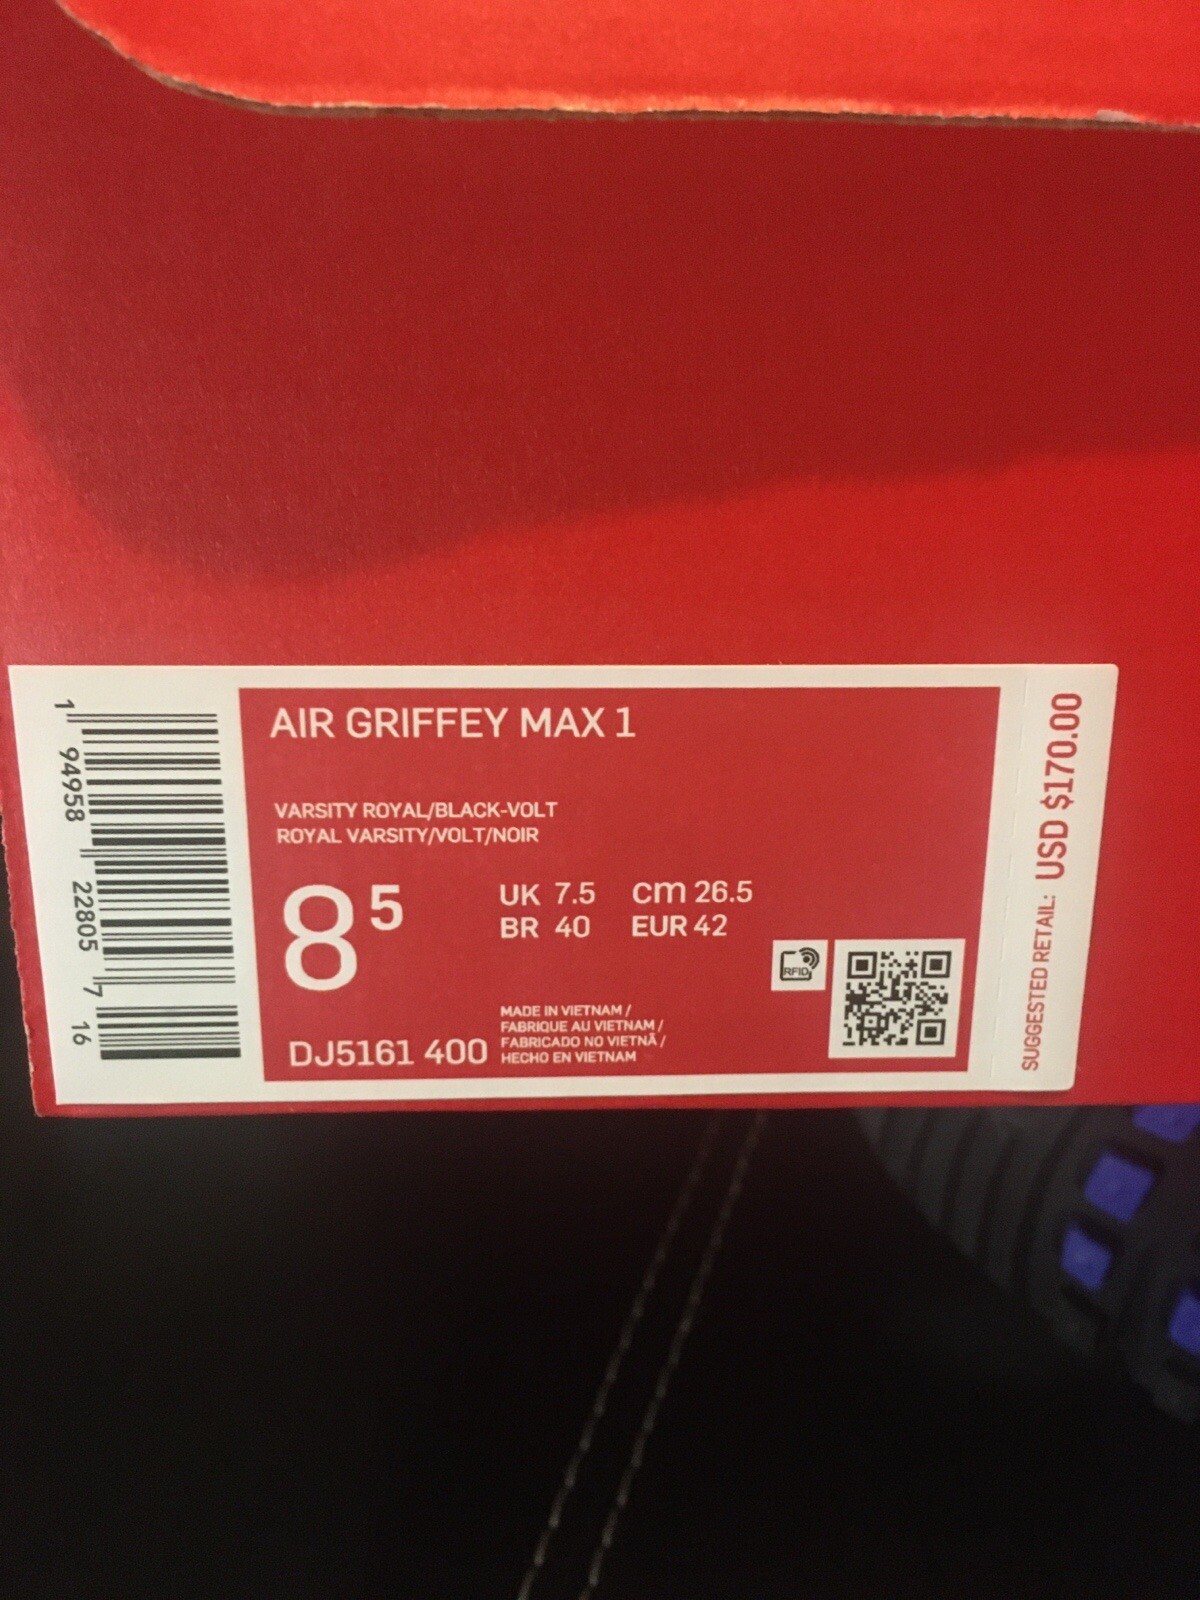 AIR GRIFFEY MAX 1
VARSITY ROYAL/BLACK-VOLT
ROYAL VARSITY/VOLT/NOIR
8 5
UK 7.5 cm 26.5
BR 40 EUR 42
DJ5161 400
MADE IN VIETNAM /
FABRIQUE AU VIETNAM /
FABRICADO NO VIETNÃ /
HECHO EN VIETNAM
RFID
SUGGESTED RETAIL: USD $170.00
1 94958 22805 7 16